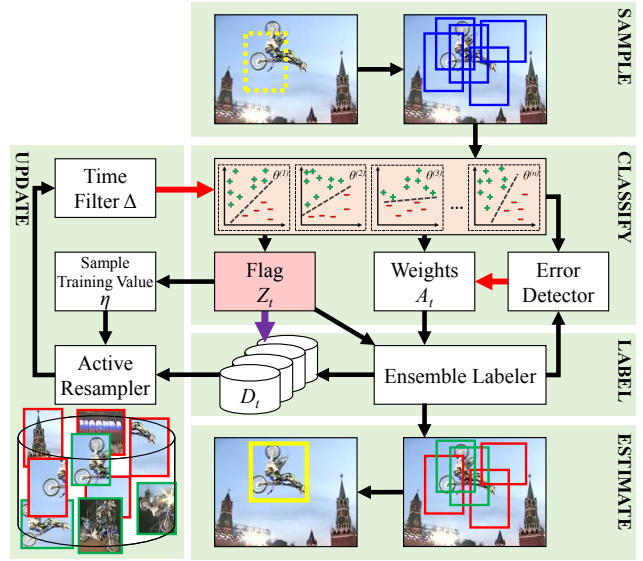 SAMPLE
UPDATE
CLASSIFY
Time
Filter Δ
θ(1)
θ(2)
θ(3)
...
θ(n)
Sample
Training Value
η
Flag
Zt
Weights
At
Error
Detector
LABEL
Active
Resampler
Dt
Ensemble Labeler
ESTIMATE